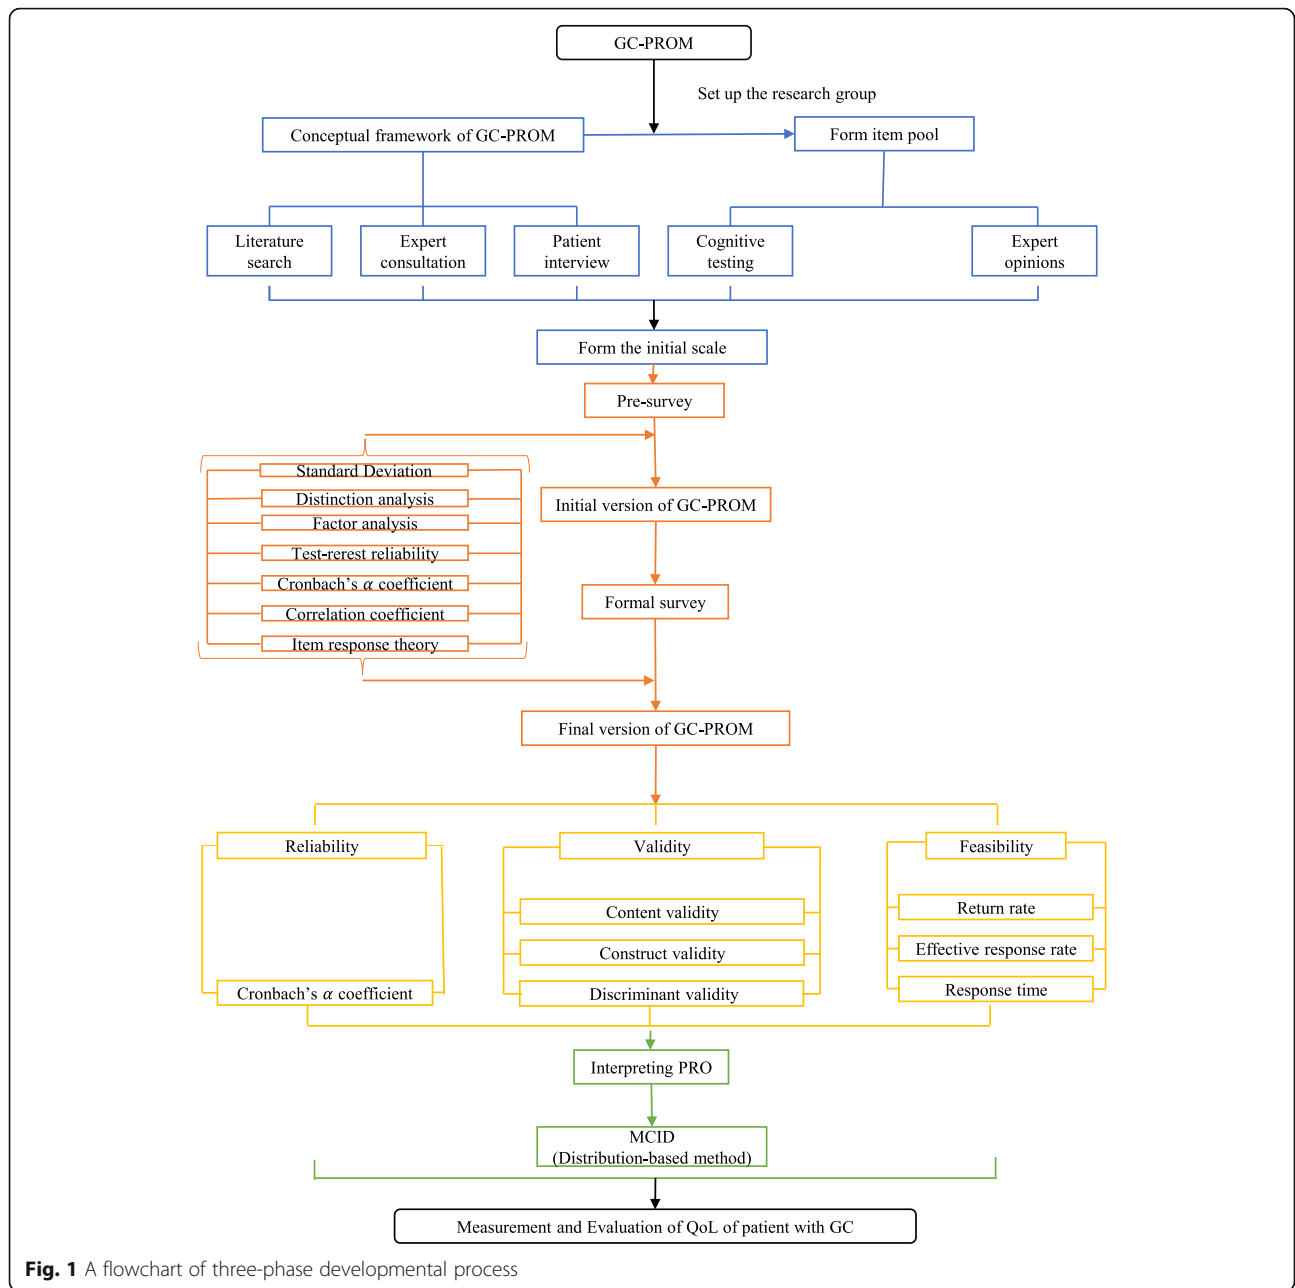 GC-PROM
Set up the research group
Conceptual framework of GC-PROM
Form item pool
Literature
search
Expert
consultation
Patient
interview
Cognitive
testing
Expert
opinions
Form the initial scale
Pre-survey
Standard Deviation
Distinction analysis
Factor analysis
Test-rerest reliability
Cronbach's α coefficient
Correlation coefficient
Item response theory
Initial version of GC-PROM
Formal survey
Final version of GC-PROM
Reliability
Cronbach's α coefficient
Validity
Content validity
Construct validity
Discriminant validity
Feasibility
Return rate
Effective response rate
Response time
Interpreting PRO
MCID
(Distribution-based method)
Measurement and Evaluation of QoL of patient with GC
Fig. 1 A flowchart of three-phase developmental process